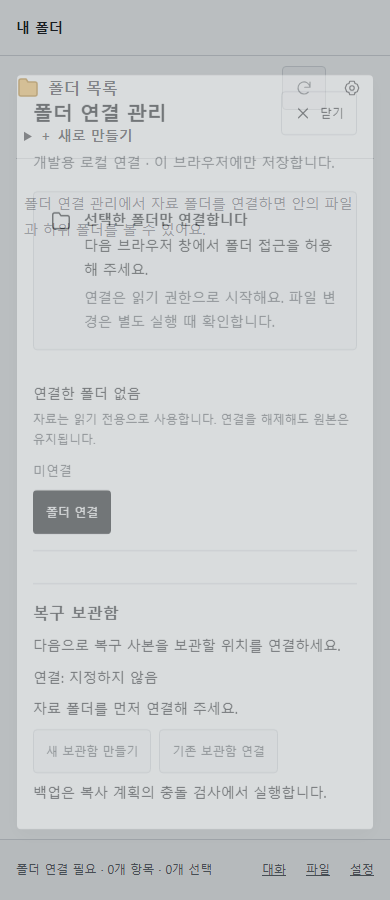 내 폴더
폴더 목록
폴더 연결 관리
닫기
▶ + 새로 만들기
개발용 로컬 연결 · 이 브라우저에만 저장합니다.
폴더 연결 관리에서 자료 폴더를 연결하면 안의 파일
과 하위 폴더를 볼 수 있어요.
선택한 폴더만 연결합니다
다음 브라우저 창에서 폴더 접근을 허용
해 주세요.
연결은 읽기 권한으로 시작해요. 파일 변
경은 별도 실행 때 확인합니다.
연결한 폴더 없음
자료는 읽기 전용으로 사용합니다. 연결을 해제해도 원본은
유지됩니다.
미연결
폴더 연결
복구 보관함
다음으로 복구 사본을 보관할 위치를 연결하세요.
연결: 지정하지 않음
자료 폴더를 먼저 연결해 주세요.
새 보관함 만들기
기존 보관함 연결
백업은 복사 계획의 충돌 검사에서 실행합니다.
폴더 연결 필요 · 0개 항목 · 0개 선택
대화
파일
설정